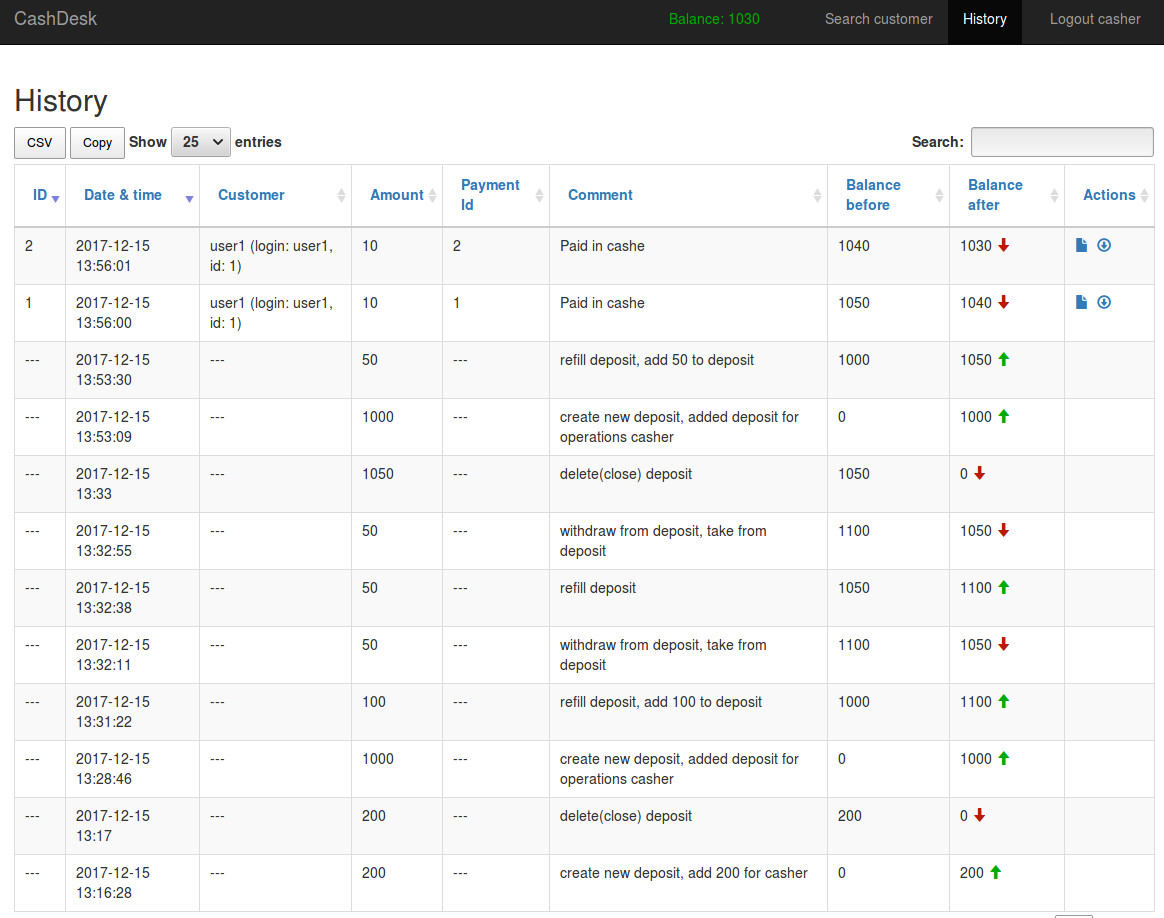 CashDesk Balance: 1030 Search customer History Logout casher
History
CSV Copy Show 25 entries Search:
ID Date & time Customer Amount Payment Id Comment Balance before Balance after Actions
2 2017-12-15 13:56:01 user1 (login: user1, id: 1) 10 2 Paid in cashe 1040 1030
1 2017-12-15 13:56:00 user1 (login: user1, id: 1) 10 1 Paid in cashe 1050 1040
--- 2017-12-15 13:53:30 --- 50 --- refill deposit, add 50 to deposit 1000 1050
--- 2017-12-15 13:53:09 --- 1000 --- create new deposit, added deposit for operations casher 0 1000
--- 2017-12-15 13:33 --- 1050 --- delete(close) deposit 1050 0
--- 2017-12-15 13:32:55 --- 50 --- withdraw from deposit, take from deposit 1100 1050
--- 2017-12-15 13:32:38 --- 50 --- refill deposit 1050 1100
--- 2017-12-15 13:32:11 --- 50 --- withdraw from deposit, take from deposit 1100 1050
--- 2017-12-15 13:31:22 --- 100 --- refill deposit, add 100 to deposit 1000 1100
--- 2017-12-15 13:28:46 --- 1000 --- create new deposit, added deposit for operations casher 0 1000
--- 2017-12-15 13:17 --- 200 --- delete(close) deposit 200 0
--- 2017-12-15 13:16:28 --- 200 --- create new deposit, add 200 for casher 0 200